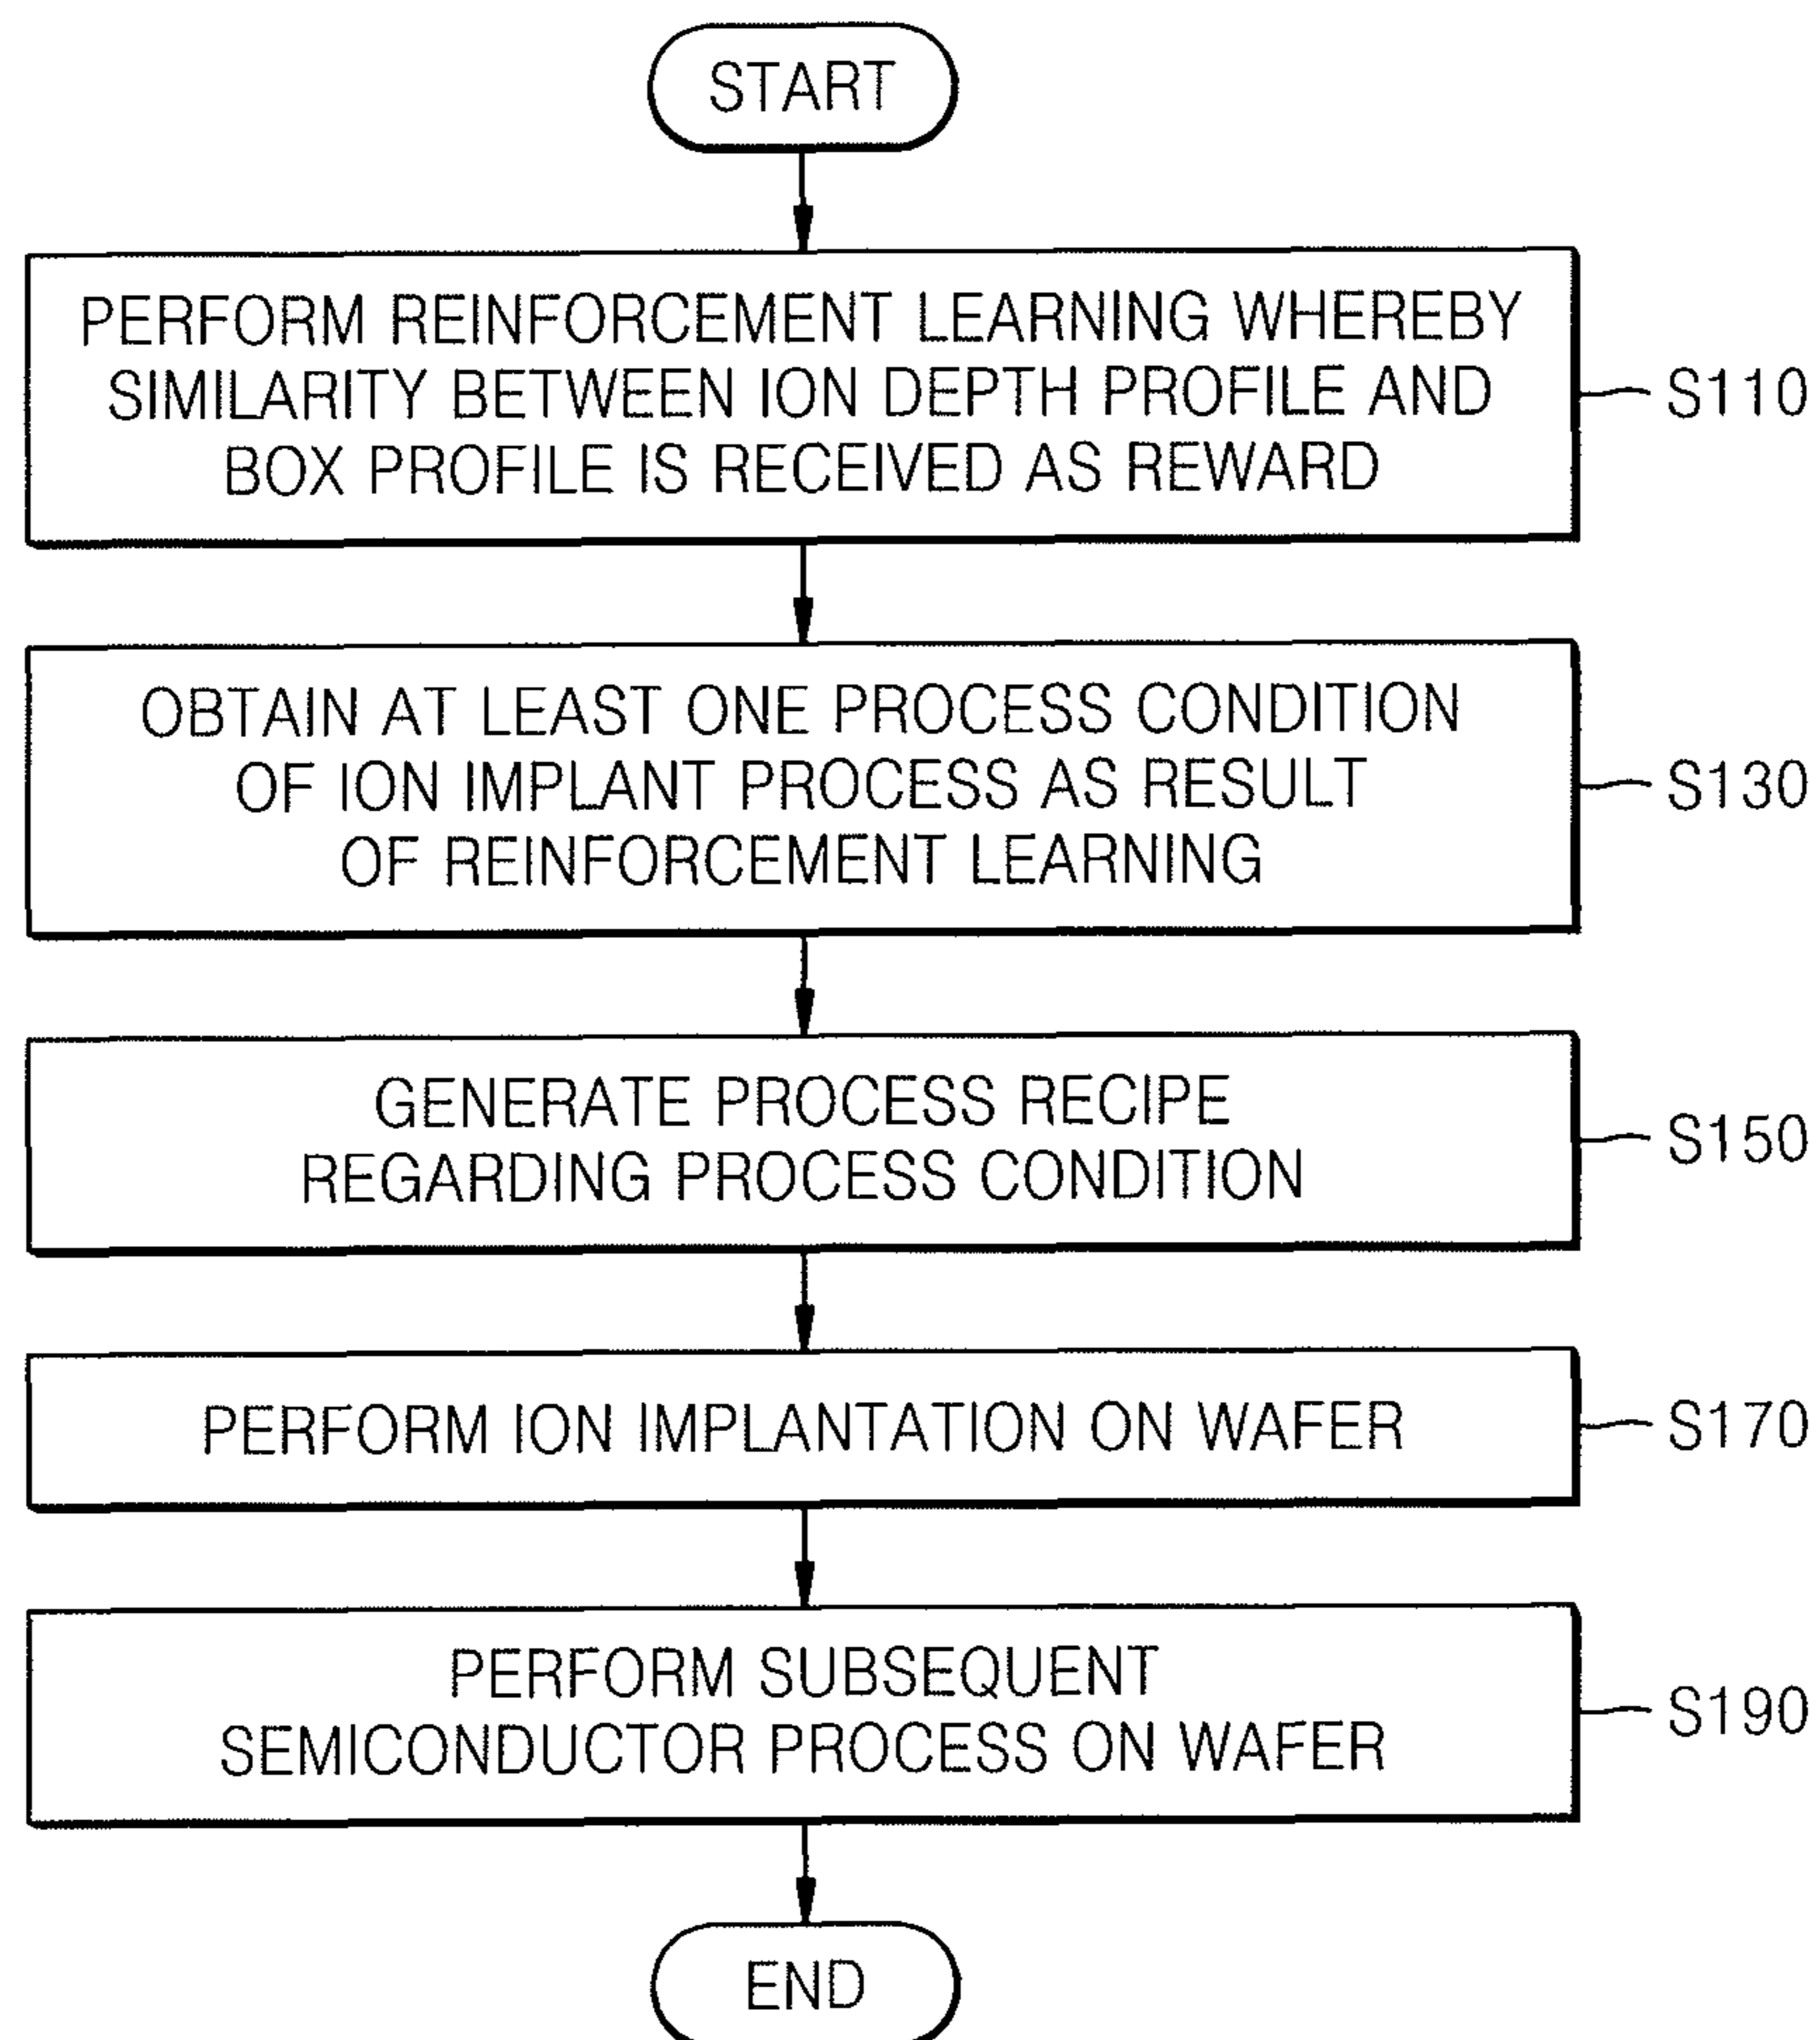 START
PERFORM REINFORCEMENT LEARNING WHEREBY
SIMILARITY BETWEEN ION DEPTH PROFILE AND
BOX PROFILE IS RECEIVED AS REWARD
S110
OBTAIN AT LEAST ONE PROCESS CONDITION
OF ION IMPLANT PROCESS AS RESULT
OF REINFORCEMENT LEARNING
S130
GENERATE PROCESS RECIPE
REGARDING PROCESS CONDITION
S150
PERFORM ION IMPLANTATION ON WAFER
S170
PERFORM SUBSEQUENT
SEMICONDUCTOR PROCESS ON WAFER
S190
END